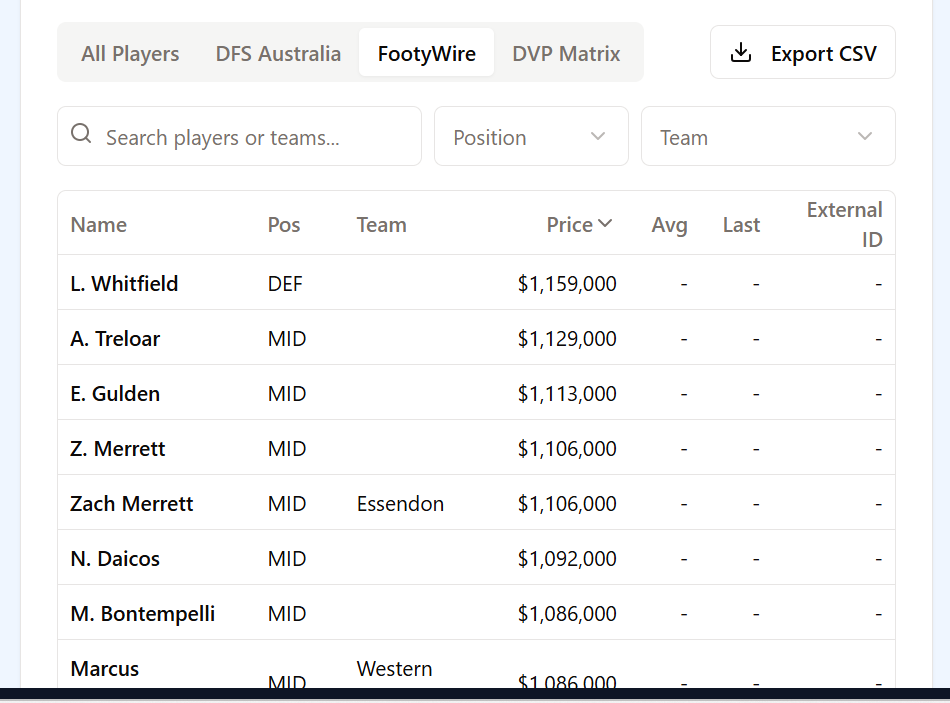 All Players DFS Australia FootyWire DVP Matrix Export CSV
Search players or teams... Position Team
Name Pos Team Price Avg Last External ID
L. Whitfield DEF $1,159,000 - - -
A. Treloar MID $1,129,000 - - -
E. Gulden MID $1,113,000 - - -
Z. Merrett MID $1,106,000 - - -
Zach Merrett MID Essendon $1,106,000 - - -
N. Daicos MID $1,092,000 - - -
M. Bontempelli MID $1,086,000 - - -
Marcus MID Western $1,086,000 - - -